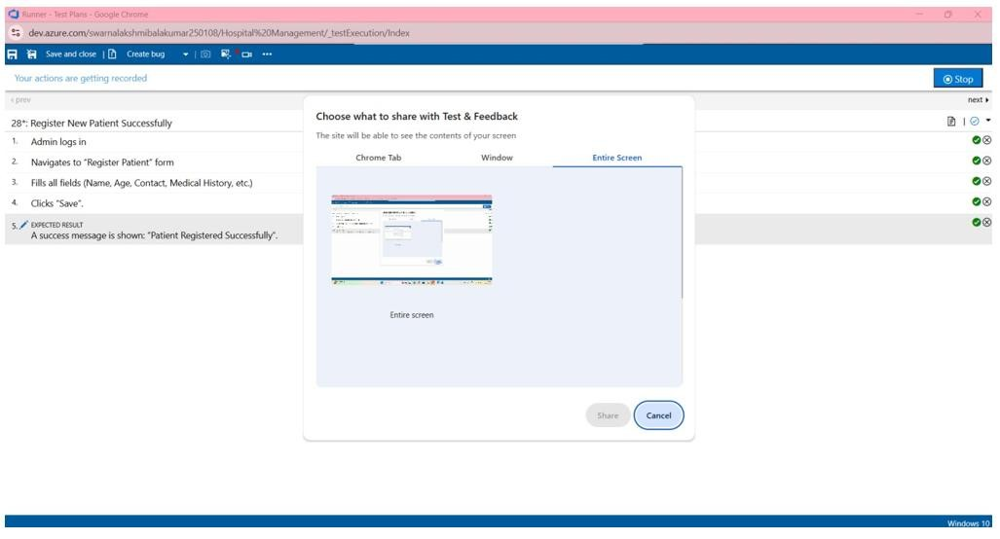 Runner - Test Plans - Google Chrome
dev.azure.com/swarnalakshmibalakumar250108/Hospital%20Management/_testExecution/Index
Save and close Create bug
Your actions are getting recorded
Stop
prev
next
28*: Register New Patient Successfully
1. Admin logs in
2. Navigates to “Register Patient” form
3. Fills all fields (Name, Age, Contact, Medical History, etc.)
4. Clicks “Save”.
5. EXPECTED RESULT
A success message is shown: “Patient Registered Successfully”.
Choose what to share with Test & Feedback
The site will be able to see the contents of your screen
Chrome Tab Window Entire Screen
Entire screen
Share Cancel
Windows 10